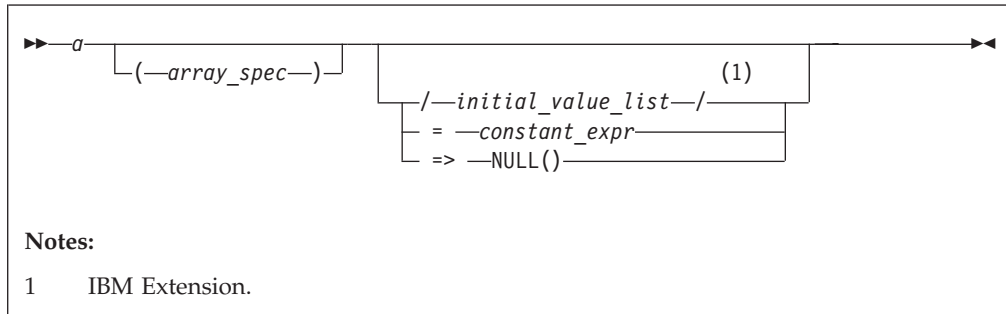 a
(array_spec)
(1)
/initial_value_list/
= constant_expr
=> NULL()
Notes:
1 IBM Extension.